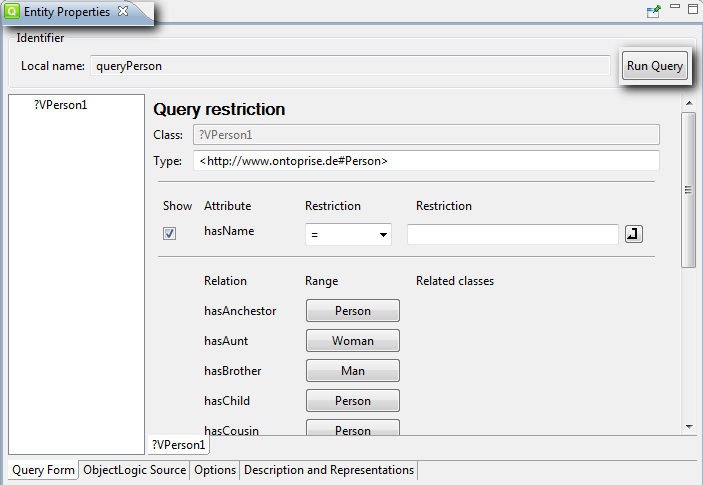 Entity Properties
Identifier
Local name: queryPerson
Run Query
?VPerson1
Query restriction
Class: ?VPerson1
Type: <http://www.ontoprise.de#Person>
Show Attribute Restriction Restriction
hasName =
Relation Range Related classes
hasAnchestor Person
hasAunt Woman
hasBrother Man
hasChild Person
hasCousin Person
?VPerson1
Query Form ObjectLogic Source Options Description and Representations